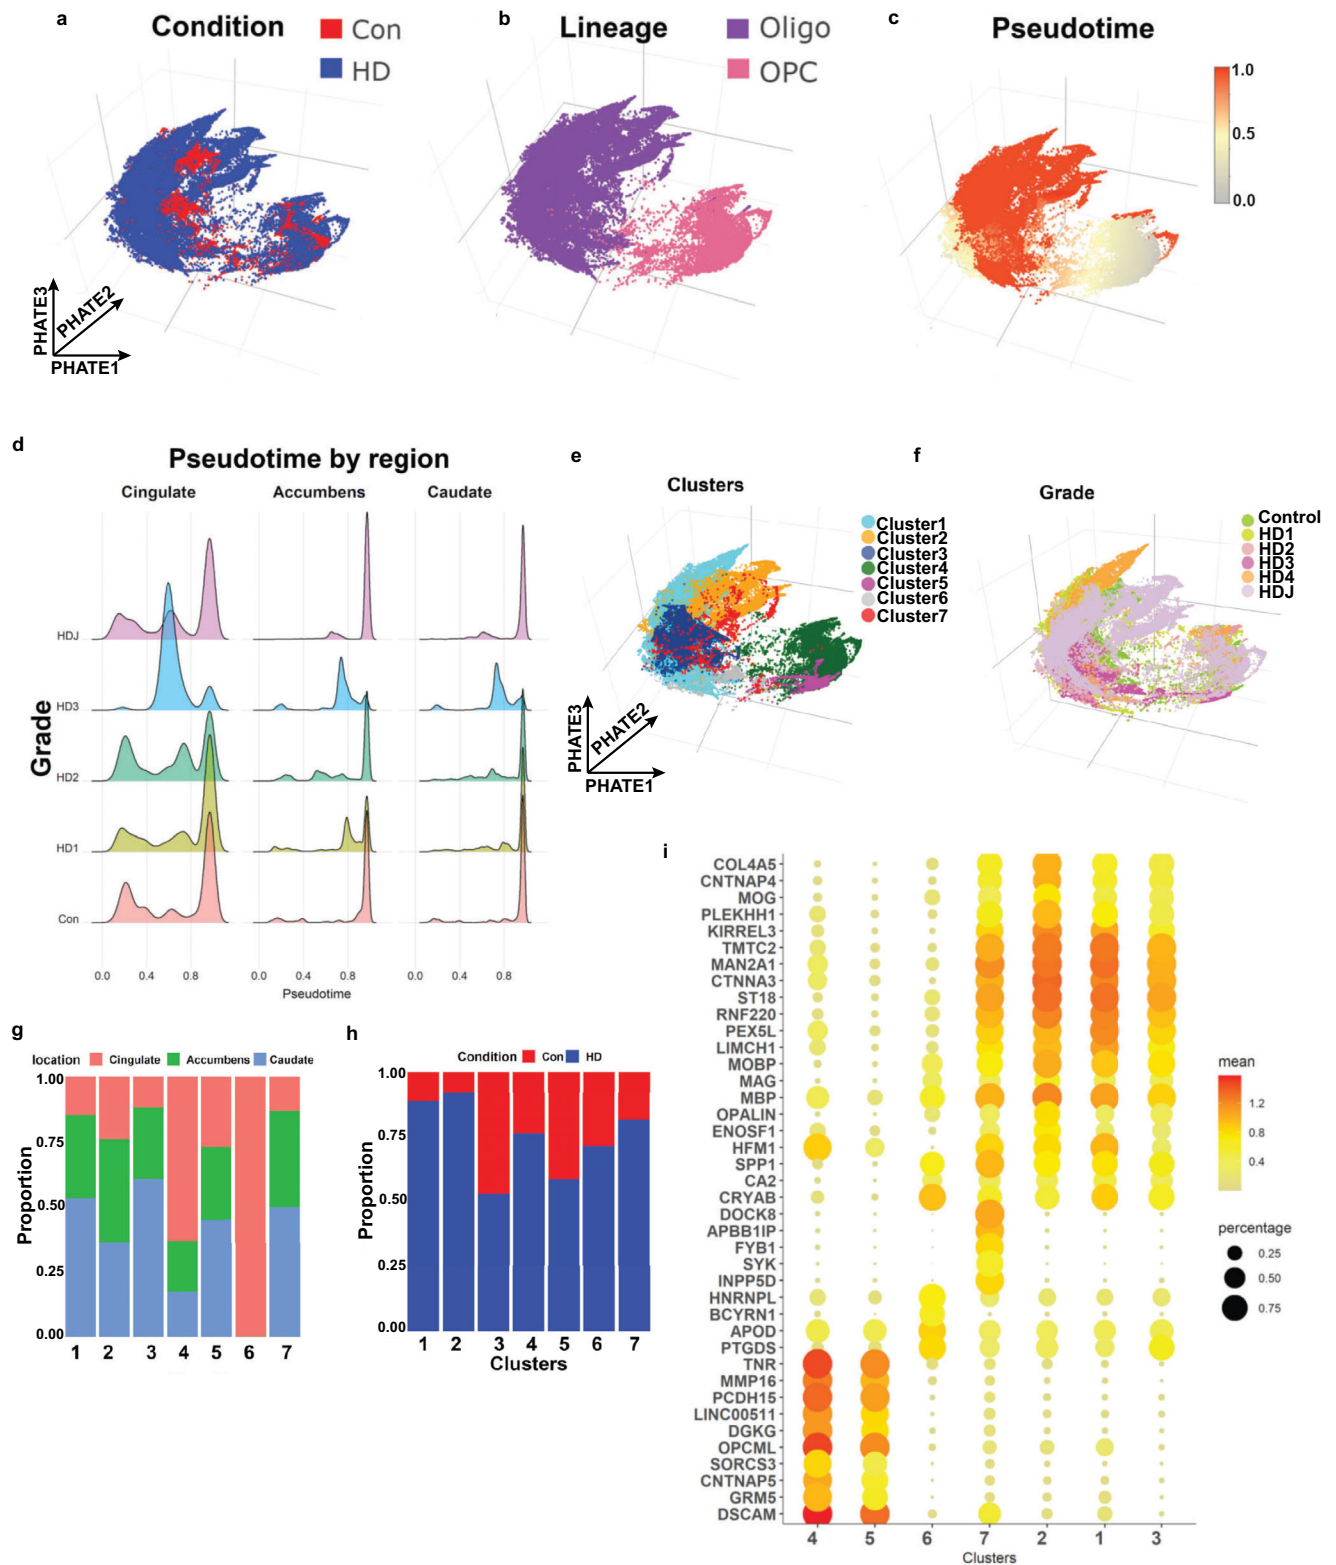 a
Condition
Con
HD
PHATE3
PHATE2
PHATE1
b
Lineage
Oligo
OPC
c
Pseudotime
1.0
0.5
0.0
d
Pseudotime by region
Cingulate
Accumbens
Caudate
Grade
HDJ
HD3
HD2
HD1
Con
0.0 0.4 0.8 0.0 0.4 0.8 0.0 0.4 0.8
Pseudotime
e
Clusters
Cluster1
Cluster2
Cluster3
Cluster4
Cluster5
Cluster6
Cluster7
PHATE3
PHATE2
PHATE1
f
Grade
Control
HD1
HD2
HD3
HD4
HDJ
g
location Cingulate Accumbens Caudate
Proportion
1.00
0.75
0.50
0.25
0.00
1 2 3 4 5 6 7
h
Condition Con HD
Proportion
1.00
0.75
0.50
0.25
0.00
1 2 3 4 5 6 7
Clusters
i
COL4A5
CNTNAP4
MOG
PLEKHH1
KIRREL3
TMTC2
MAN2A1
CTNNA3
ST18
RNF220
PEX5L
LIMCH1
MOBP
MAG
MBP
OPALIN
ENOSF1
HFM1
SPP1
CA2
CRYAB
DOCK8
APBB1IP
FYB1
SYK
INPP5D
HNRNPL
BCYRN1
APOD
PTGDS
TNR
MMP16
PCDH15
LINC00511
DGKG
OPCML
SORCS3
CNTNAP5
GRM5
DSCAM
4 5 6 7 2 1 3
Clusters
mean
1.2
0.4
percentage
0.25
0.50
0.75